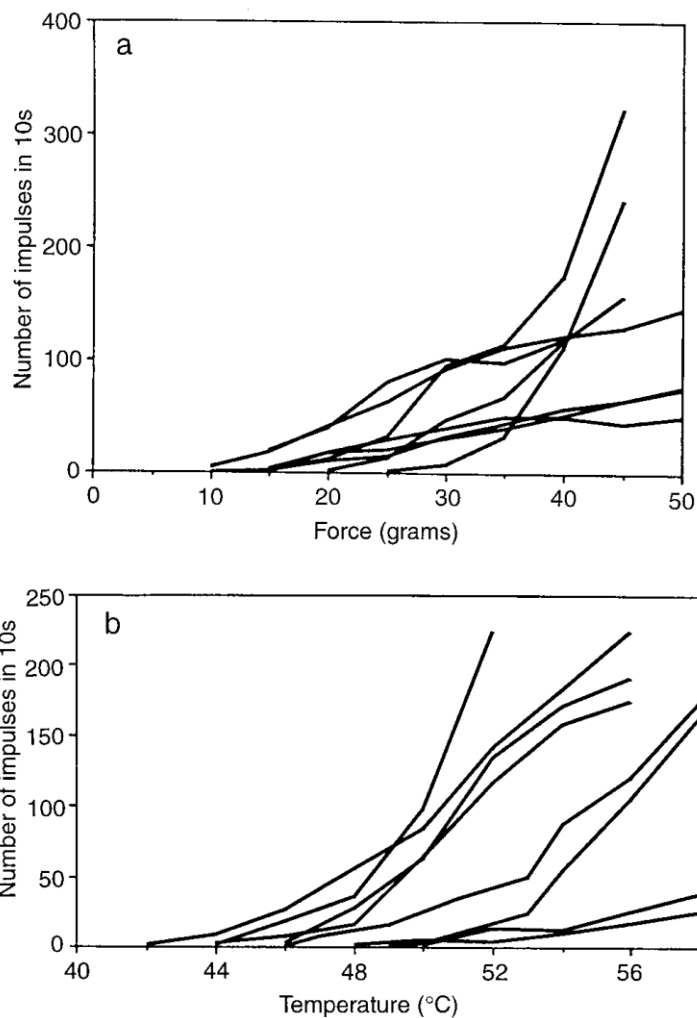 a
Number of impulses in 10s
400
300
200
100
0
0 10 20 30 40 50
Force (grams)
b
Number of impulses in 10s
250
200
150
100
50
0
40 44 48 52 56
Temperature (°C)